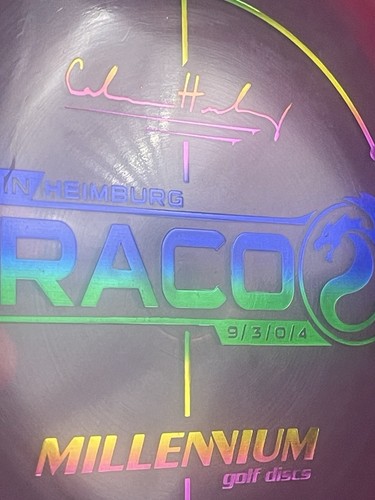 IN HEIMBURG
RACO
9/3/0/4
MILLENNIUM
golf discs